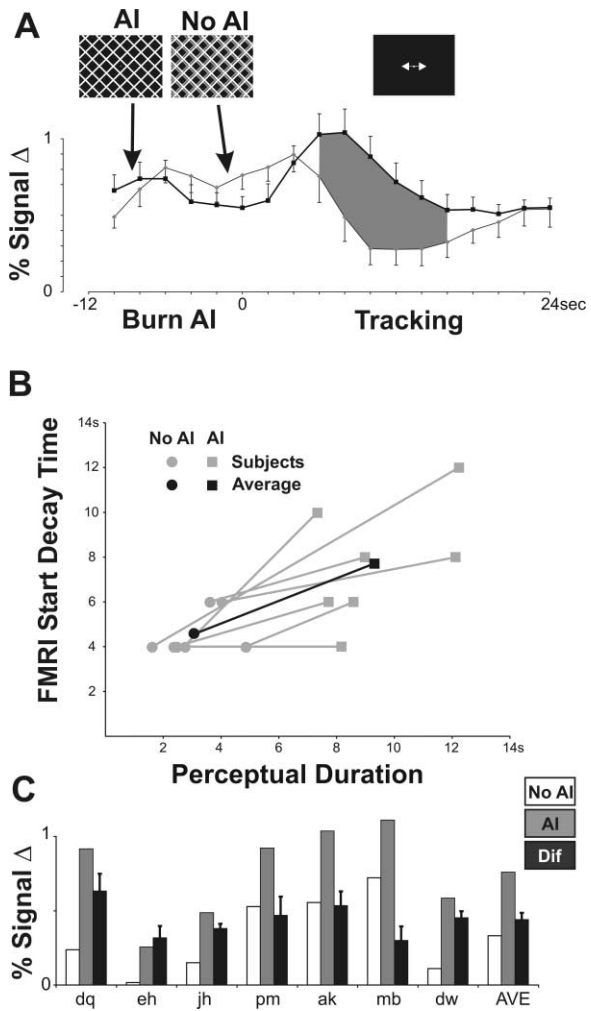 A
AI No AI
% Signal Δ
1
0
-12 0 24sec
Burn AI Tracking
B
FMRI Start Decay Time
14s
12
10
8
6
4
2
No AI AI
Subjects
Average
2 4 6 8 10 12 14s
Perceptual Duration
C
% Signal Δ
1
0
No AI
AI
Dif
dq eh jh pm ak mb dw AVE